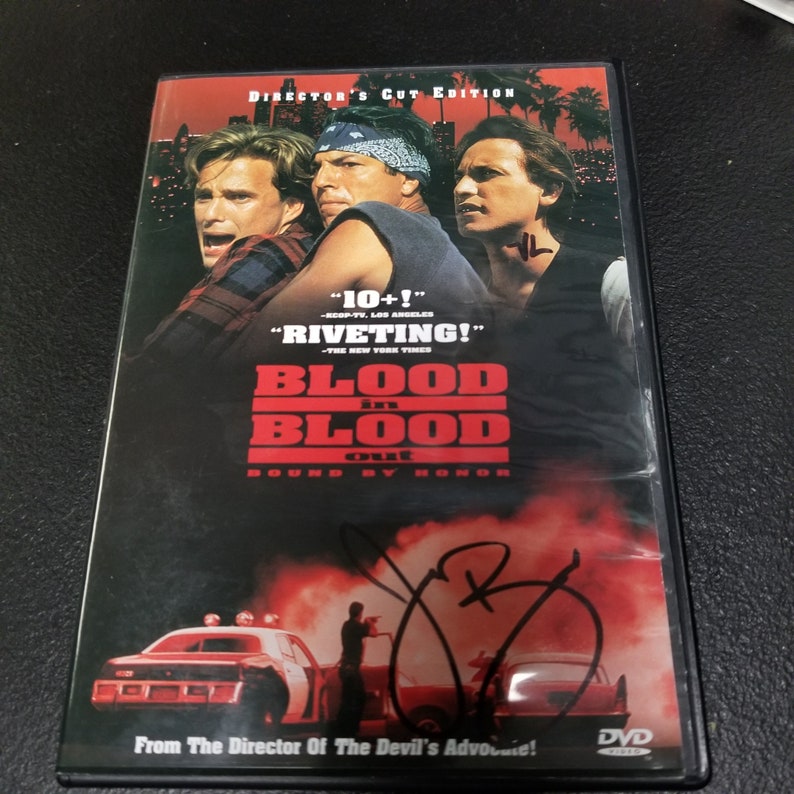 DIRECTOR'S CUT EDITION
VL
"10+!"
-KCOP-TV, LOS ANGELES
"RIVETING!"
-THE NEW YORK TIMES
BLOOD
in
BLOOD
out
BOUND BY HONOR
From The Director Of The Devil's Advocate!
DVD
VIDEO